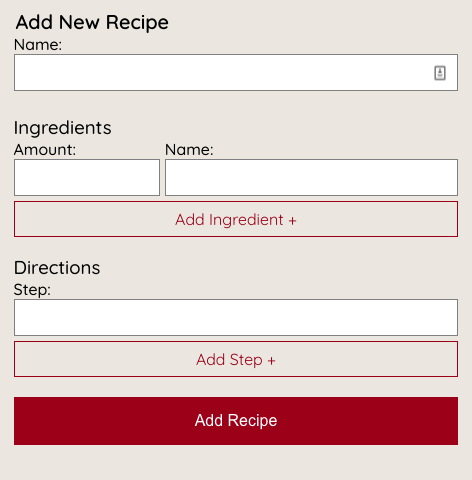 Add New Recipe
Name:
Ingredients
Amount: Name:
Add Ingredient +
Directions
Step:
Add Step +
Add Recipe